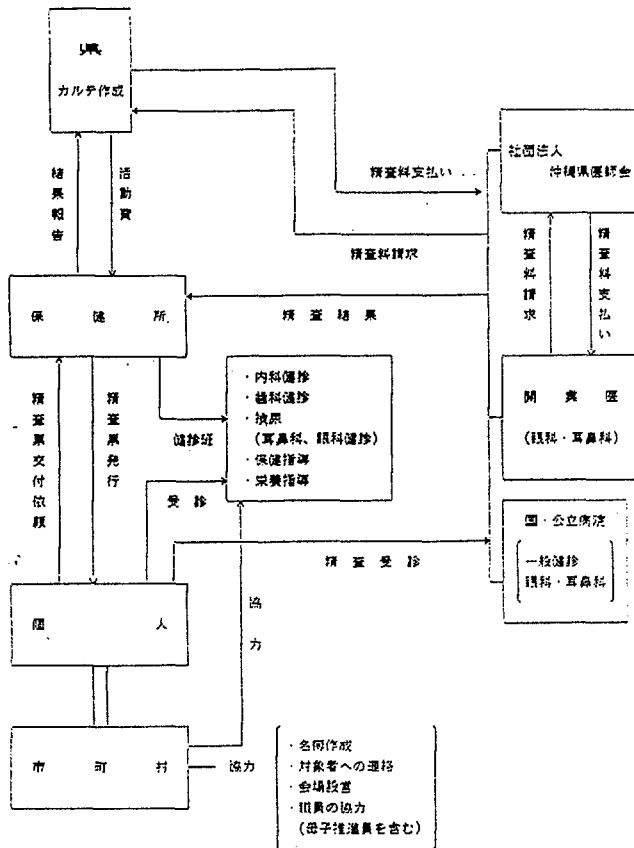 県
カルテ作成
結果報告
活動費
精査料支払い
精査料請求
社団法人
沖縄県医師会
精査料請求
精査料支払い
保健所
精査結果
・内科健診
・歯科健診
・検尿
(耳鼻科、眼科健診)
・保健指導
・栄養指導
健診班
受診
精査票交付依頼
精査票発行
開業医
(眼科・耳鼻科)
国・公立病院
一般健診
眼科・耳鼻科
精査受診
個人
協力
市町村
協力
・名簿作成
・対象者への連絡
・会場設営
・職員の協力
(母子推進員を含む)